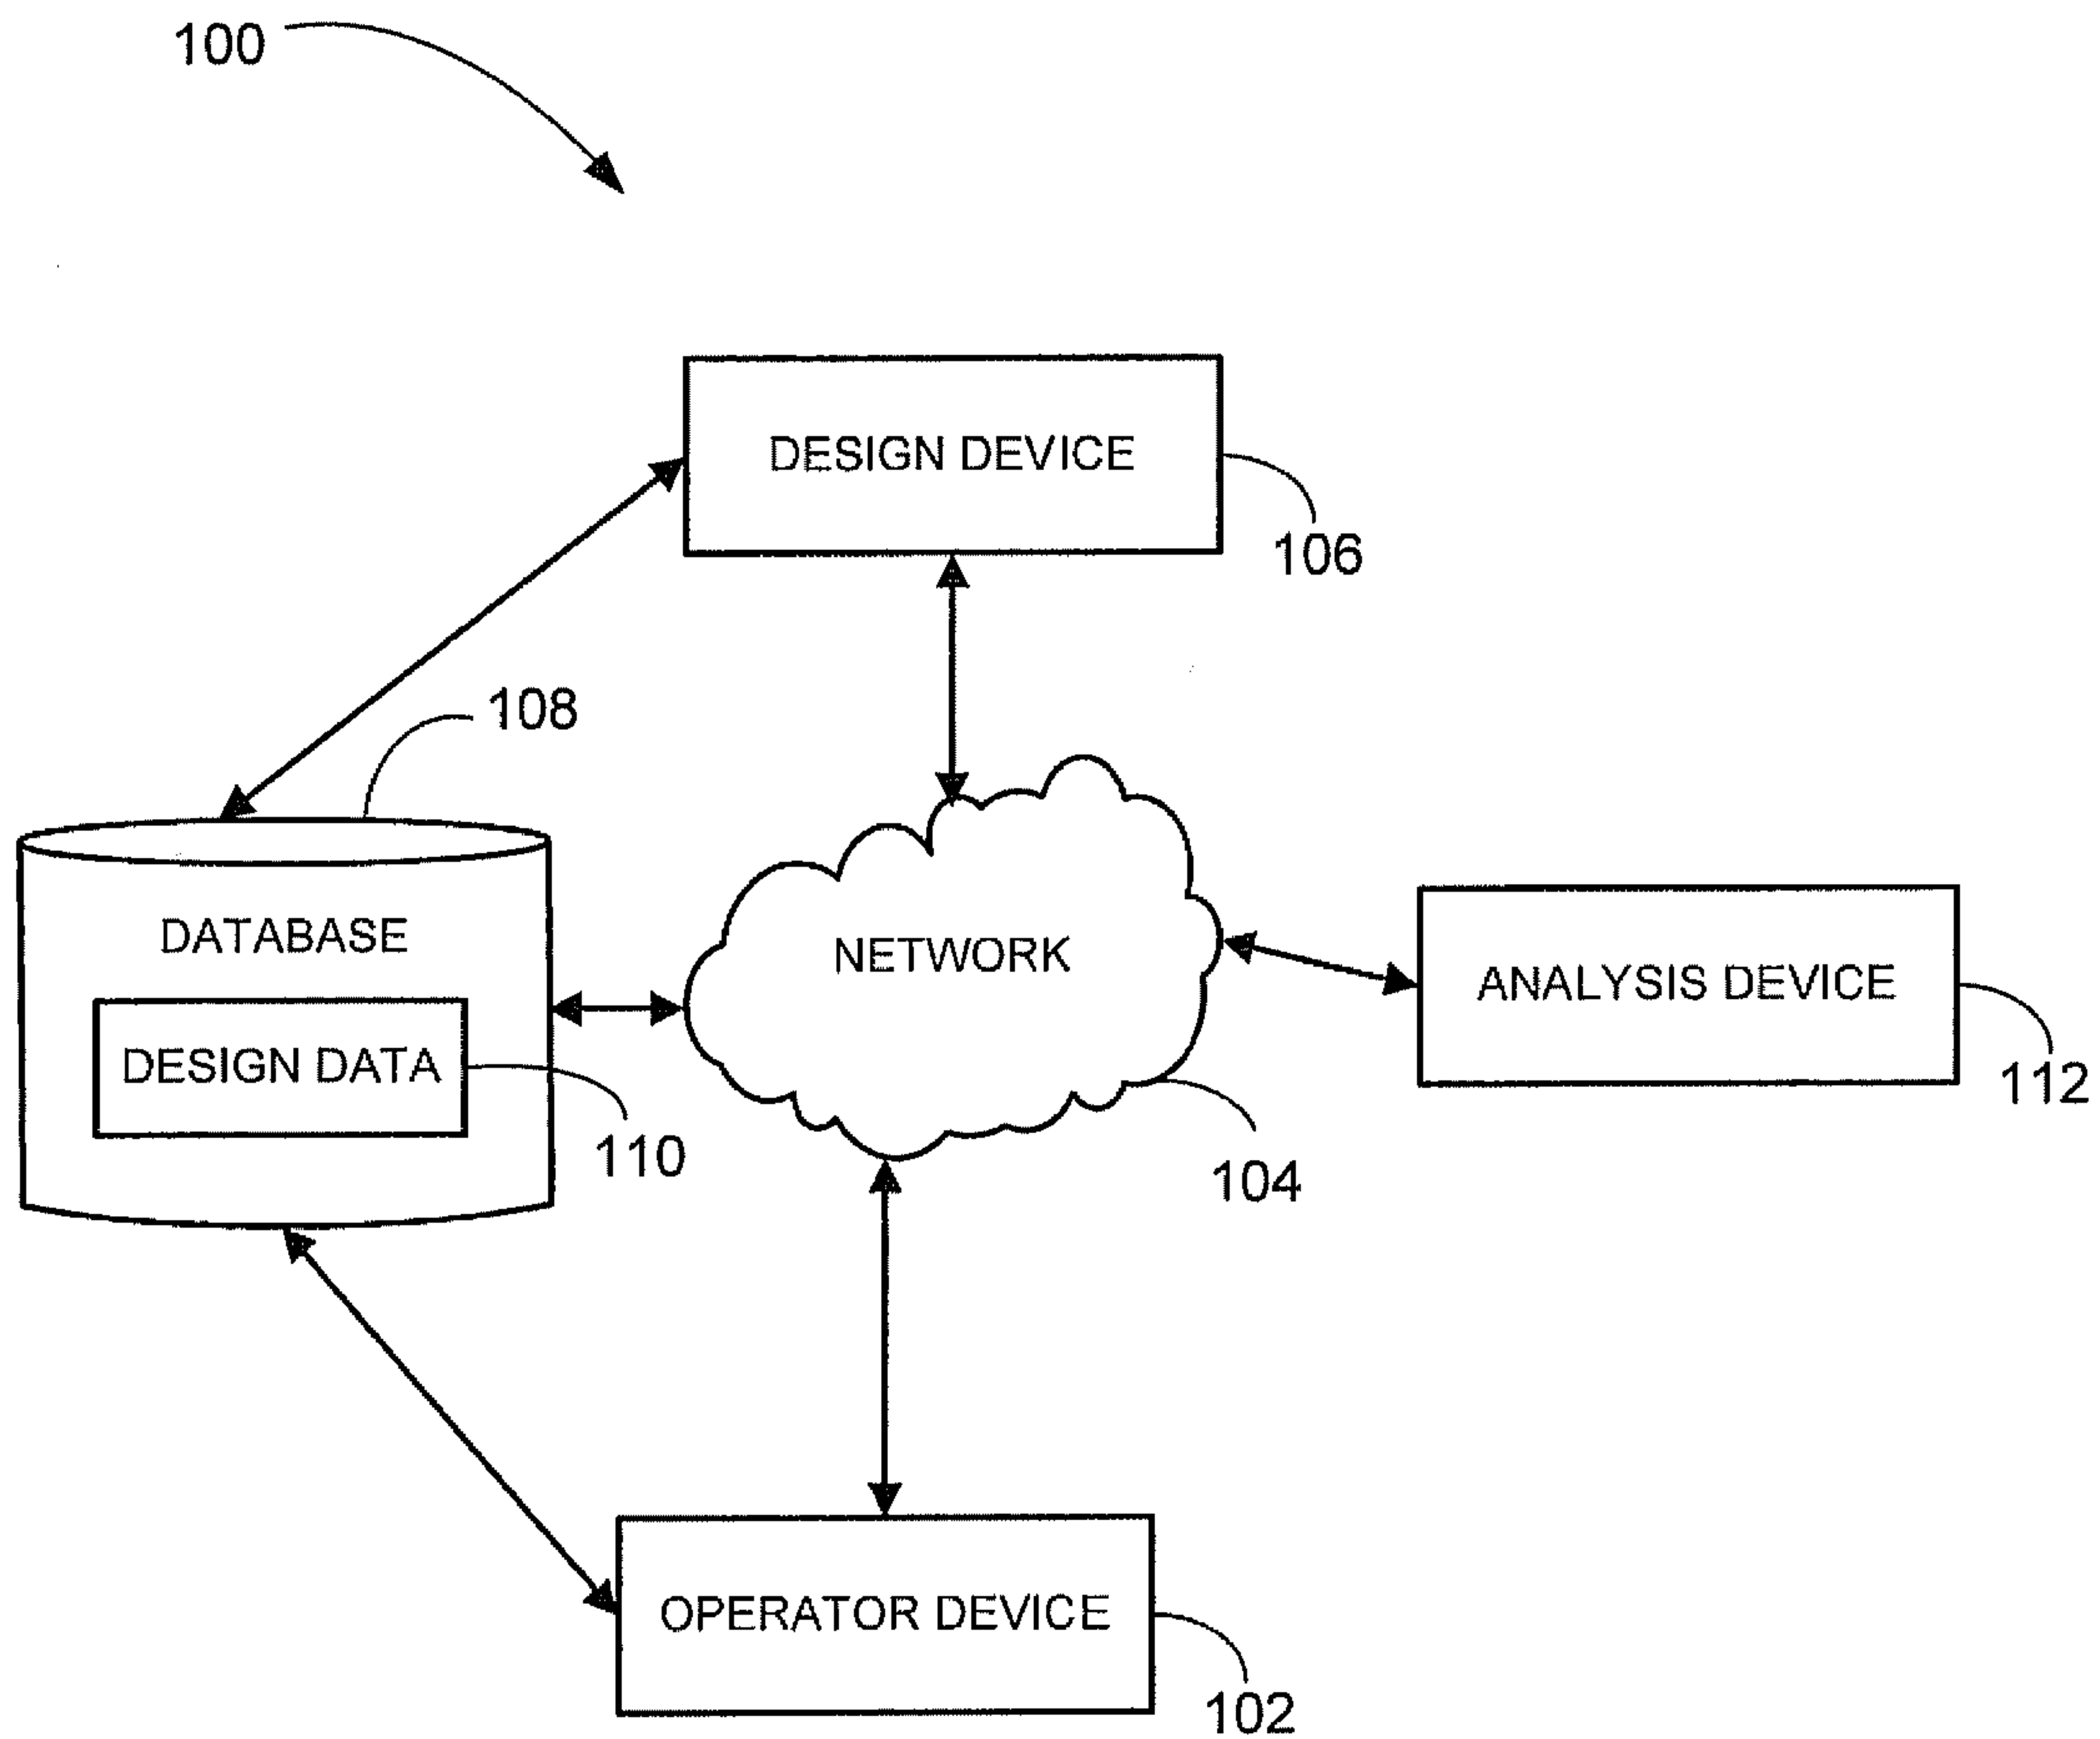 100
DESIGN DEVICE
106
108
DATABASE
NETWORK
ANALYSIS DEVICE
DESIGN DATA
110
104
112
OPERATOR DEVICE
102